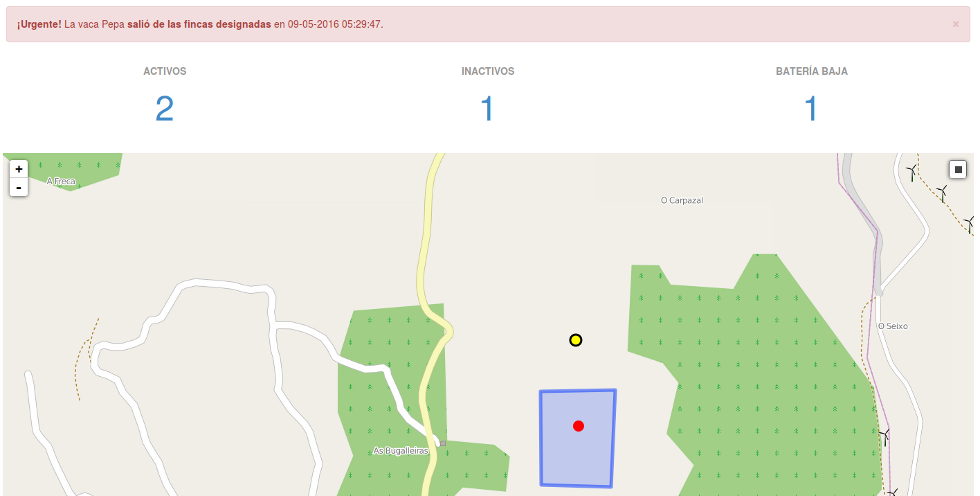 ¡Urgente! La vaca Pepa salió de las fincas designadas en 09-05-2016 05:29:47.
×
ACTIVOS
INACTIVOS
BATERÍA BAJA
2
1
1
+
-
A Freca
O Carpazal
O Seixo
As Bugalleiras